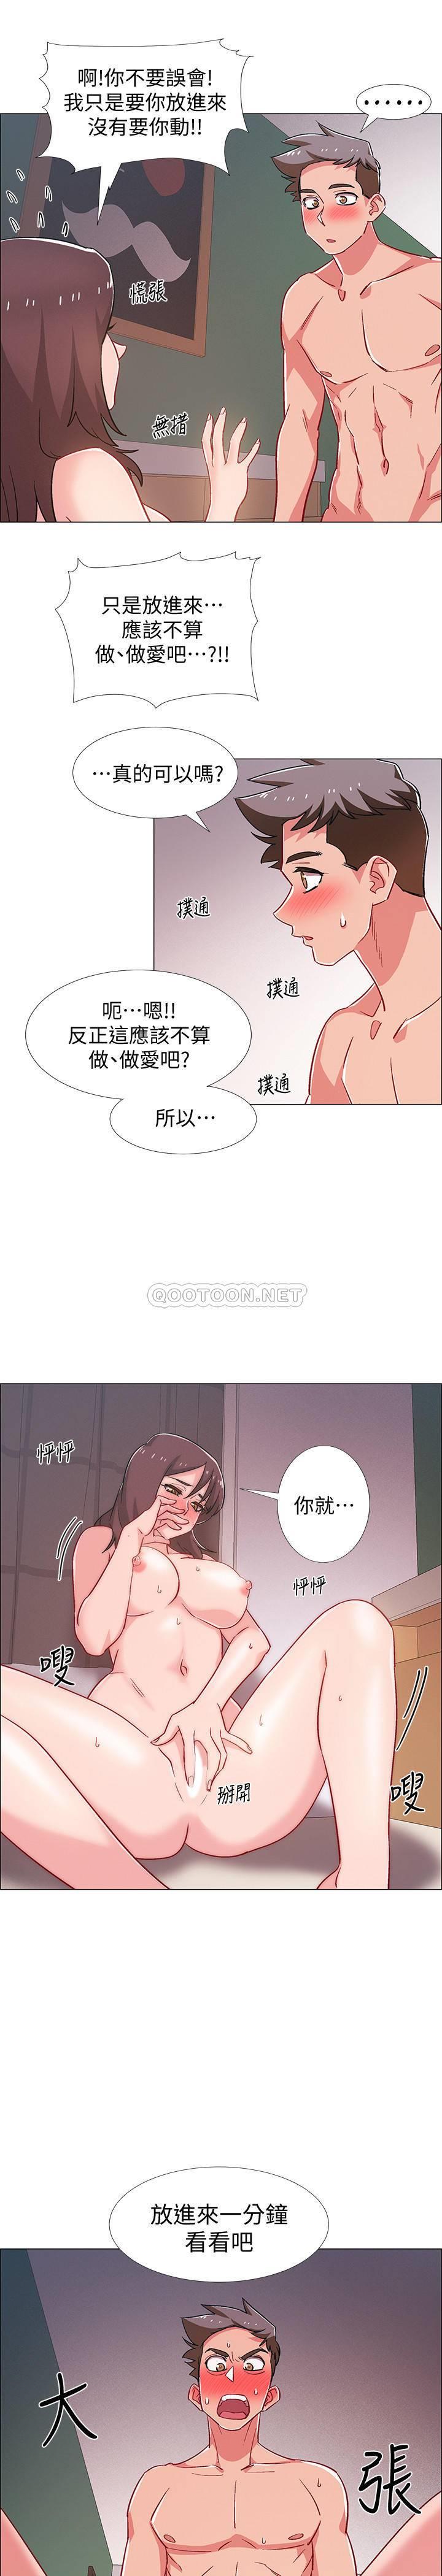 啊!你不要誤會!
我只是要你放進來
沒有要你動!!
······
慌張
無措
只是放進來⋯
應該不算
做、做愛吧⋯?!!
⋯真的可以嗎?
撲通
撲通
呃⋯嗯!!
反正這應該不算
做、做愛吧?
撲通
所以⋯
QOOTOON.NET
怦怦
你就⋯
怦怦
嗖
嗖
掰開
放進來一分鐘
看看吧
大
張